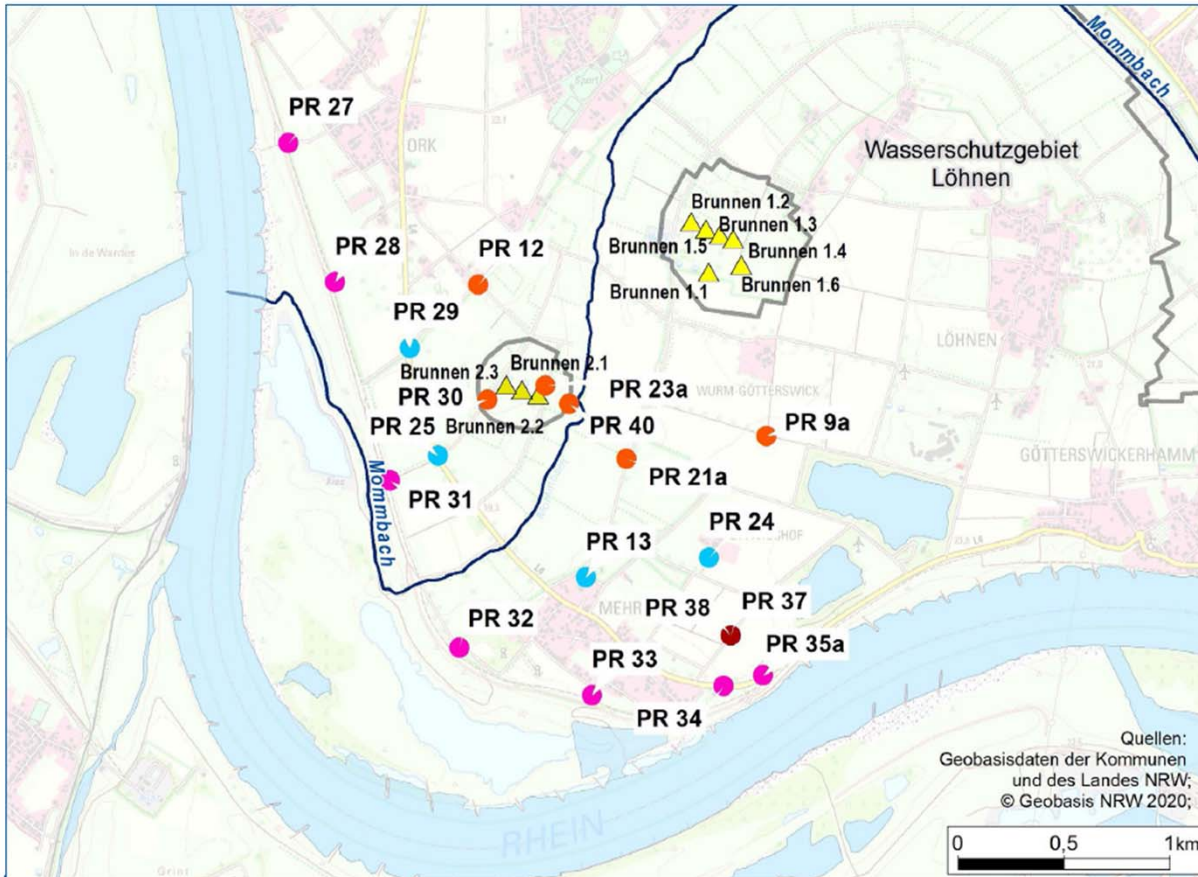 Mommbach
PR 27
ORK
Wasserschutzgebiet
Löhnen
Brunnen 1.2
Brunnen 1.3
Brunnen 1.5
Brunnen 1.4
Brunnen 1.1
Brunnen 1.6
PR 28
PR 12
PR 29
LÖHNEN
Brunnen 2.3
Brunnen 2.1
WURM-GÖTTERSWICK
PR 30
PR 23a
PR 25
Brunnen 2.2
PR 40
PR 9a
GÖTTERSWICKERHAMM
PR 21a
PR 31
Mommbach
PR 24
PR 13
MEHR
PR 38
PR 37
PR 32
PR 33
PR 35a
PR 34
RHEIN
Quellen:
Geobasisdaten der Kommunen
und des Landes NRW;
© Geobasis NRW 2020;
0 0,5 1km